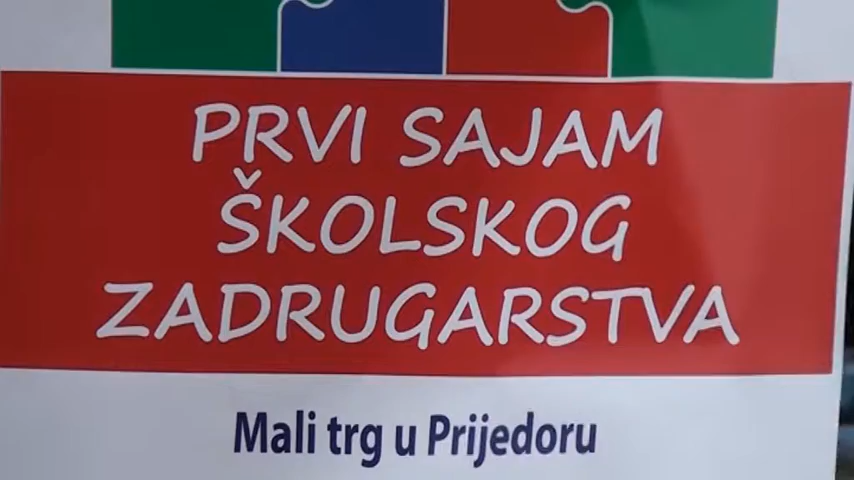 PRVI SAJAM
ŠKOLSKOG
ZADRUGARSTVA
Mali trg u Prijedoru